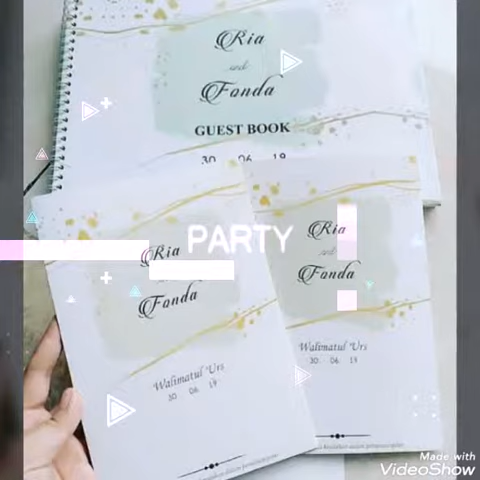 Ria
and
Fonda
GUEST BOOK
30 06 19
PARTY
Ria
Fonda
Walimatul 'Urs
30 06 19
Ria
and
Fonda
Walimatul 'Urs
30 06 19
Made with
VideoShow